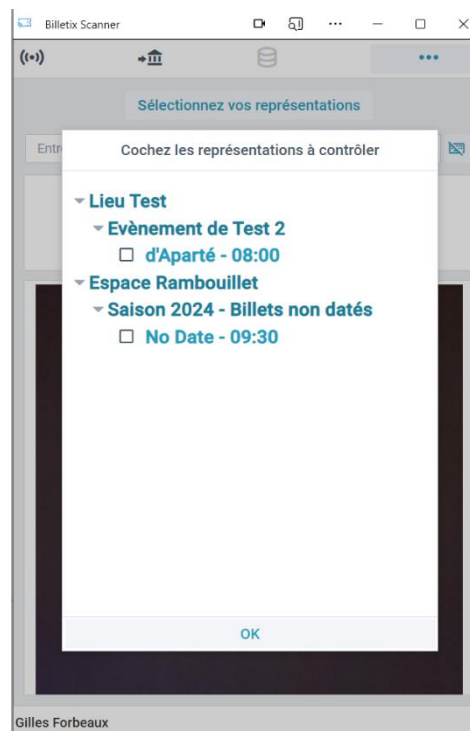 Billetix Scanner
Sélectionnez vos représentations
Entr
Cochez les représentations à contrôler
Lieu Test
Evènement de Test 2
d'Aparté - 08:00
Espace Rambouillet
Saison 2024 - Billets non datés
No Date - 09:30
OK
Gilles Forbeaux